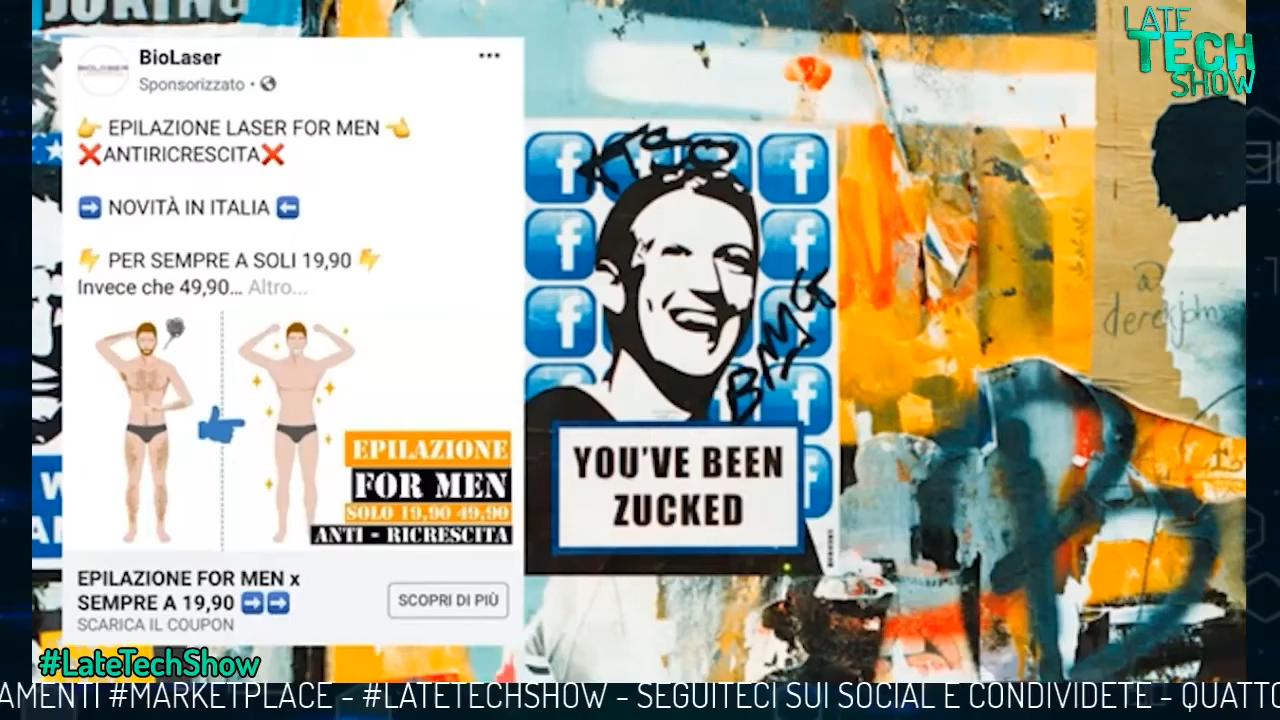 JOKING
LATE
TECH
SHOW
BioLaser
Sponsorizzato
👉 EPILAZIONE LASER FOR MEN 👈
❌ANTIRICRESCITA❌
➡️ NOVITÀ IN ITALIA ⬅️
⚡ PER SEMPRE A SOLI 19,90 ⚡
Invece che 49,90... Altro...
EPILAZIONE
FOR MEN
SOLO 19,90 49,90
ANTI - RICRESCITA
EPILAZIONE FOR MEN x
SEMPRE A 19,90 ➡️➡️
SCARICA IL COUPON
SCOPRI DI PIÙ
YOU'VE BEEN
ZUCKED
#LateTechShow
AMENTI #MARKETPLACE - #LATETECHSHOW - SEGUITECI SUI SOCIAL E CONDIVIDETE - QUATTO